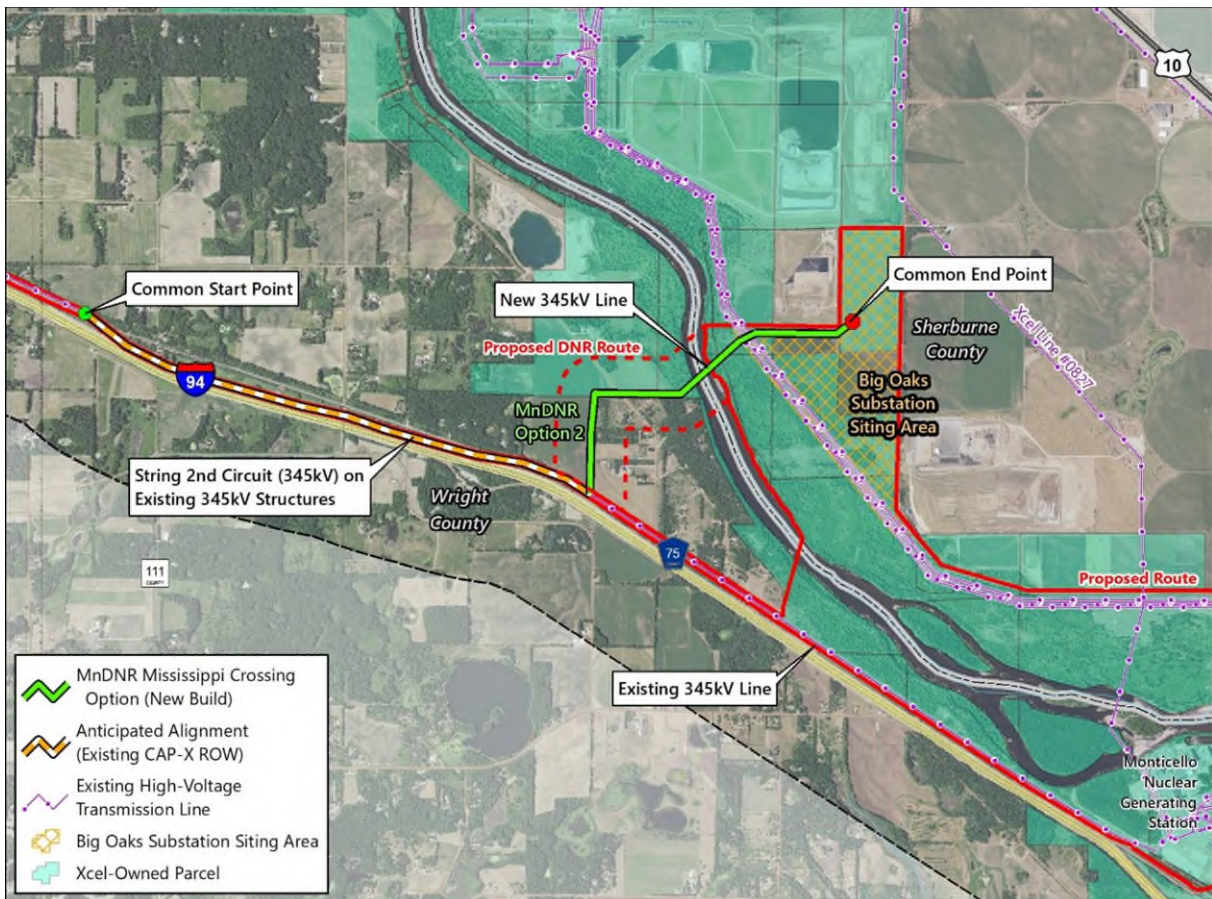 10
Common Start Point
New 345kV Line
Common End Point
Sherburne
County
Xcel Line #0827
Proposed DNR Route
94
MnDNR
Option 2
Big Oaks
Substation
Siting Area
String 2nd Circuit (345kV) on
Existing 345kV Structures
Wright
County
75
111
COUNTY
Proposed Route
Existing 345kV Line
Monticello
Nuclear
Generating
Station
MnDNR Mississippi Crossing
Option (New Build)
Anticipated Alignment
(Existing CAP-X ROW)
Existing High-Voltage
Transmission Line
Big Oaks Substation Siting Area
Xcel-Owned Parcel